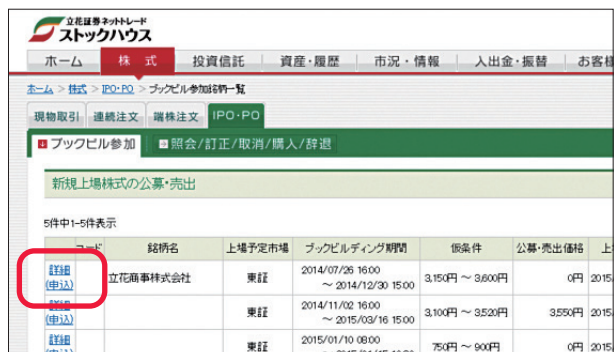 立花証券ネットトレード
ストックハウス
ホーム 株 式 投資信託 資産・履歴 市況・情報 入出金・振替 お客様
ホーム > 株式 > IPO・PO > ブックビル参加銘柄一覧
現物取引 連続注文 端株注文 IPO・PO
ブックビル参加 照会/訂正/取消/購入/辞退
新規上場株式の公募・売出
5件中1-5件表示
コード 銘柄名 上場予定市場 ブックビルディング期間 仮条件 公募・売出価格 上
詳細
(申込)
立花商事株式会社 東証 2014/07/26 16:00
～ 2014/12/30 15:00
3,150円 ～ 3,600円 0円 2015
詳細
(申込)
東証 2014/11/02 16:00
～ 2015/03/16 15:00
3,100円 ～ 3,520円 3,550円 2015
詳細
(申込)
東証 2015/01/10 08:00
750円 ～ 900円 0円 2015